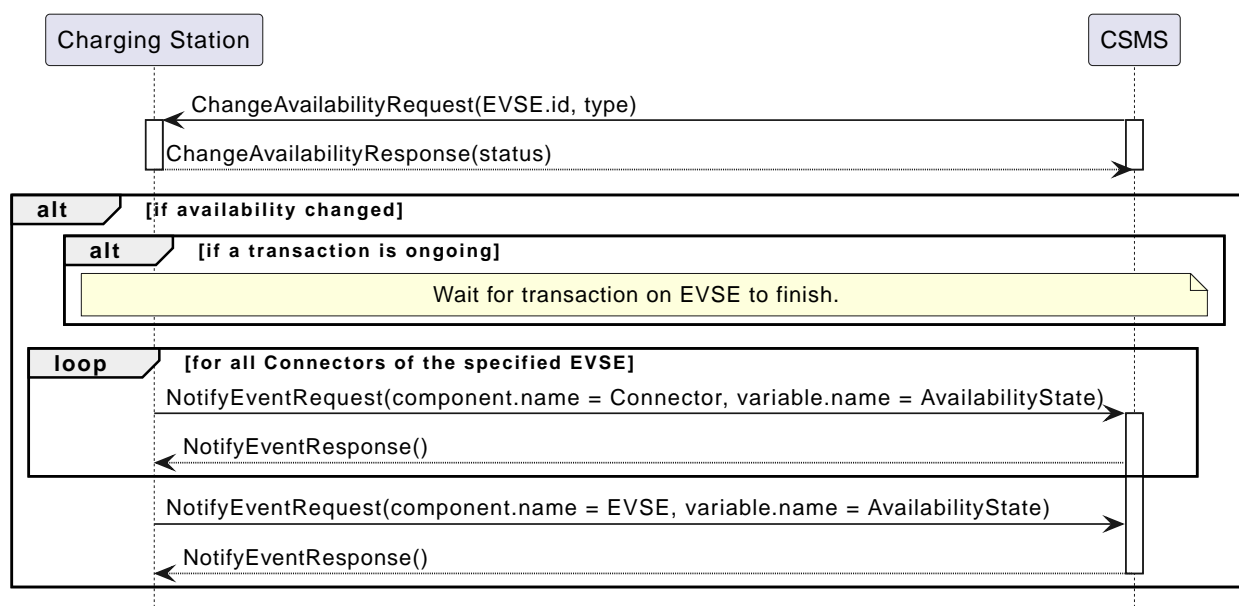 Charging Station
CSMS
ChangeAvailabilityRequest(EVSE.id, type)
ChangeAvailabilityResponse(status)
alt [if availability changed]
alt [if a transaction is ongoing]
Wait for transaction on EVSE to finish.
loop [for all Connectors of the specified EVSE]
NotifyEventRequest(component.name = Connector, variable.name = AvailabilityState)
NotifyEventResponse()
NotifyEventRequest(component.name = EVSE, variable.name = AvailabilityState)
NotifyEventResponse()